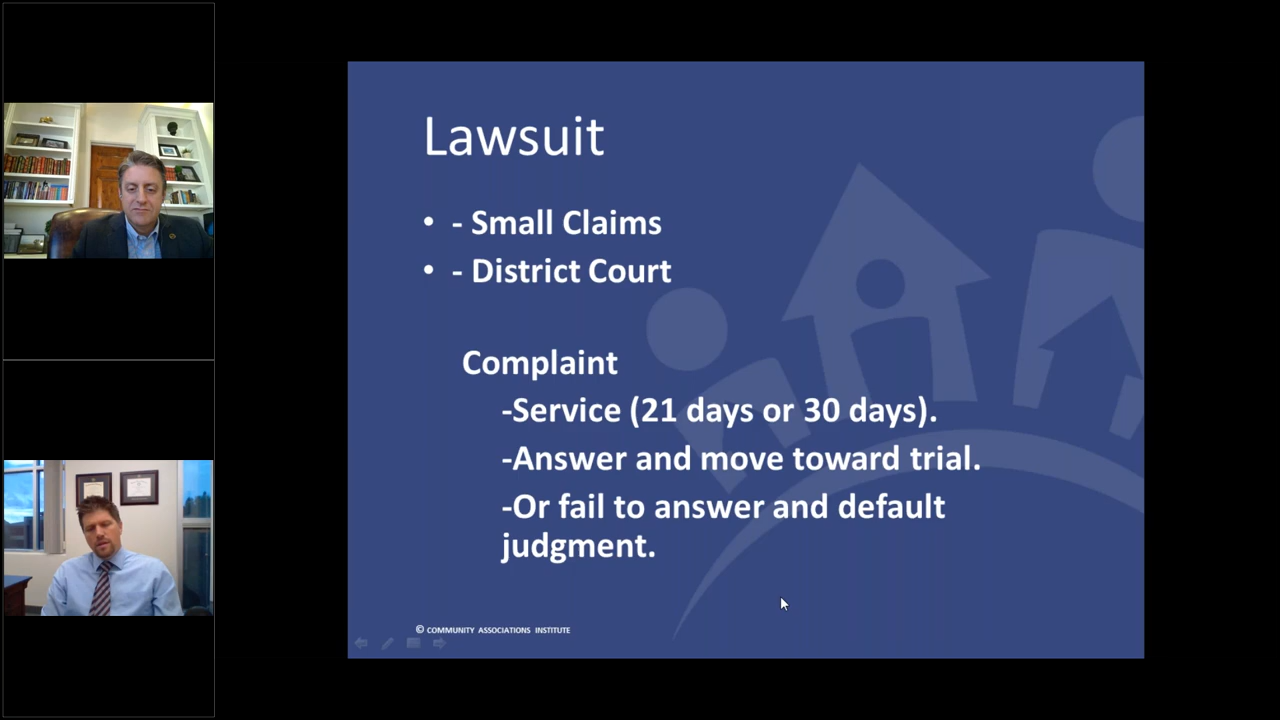 Lawsuit
• - Small Claims
• - District Court
Complaint
-Service (21 days or 30 days).
-Answer and move toward trial.
-Or fail to answer and default
judgment.
© COMMUNITY ASSOCIATIONS INSTITUTE